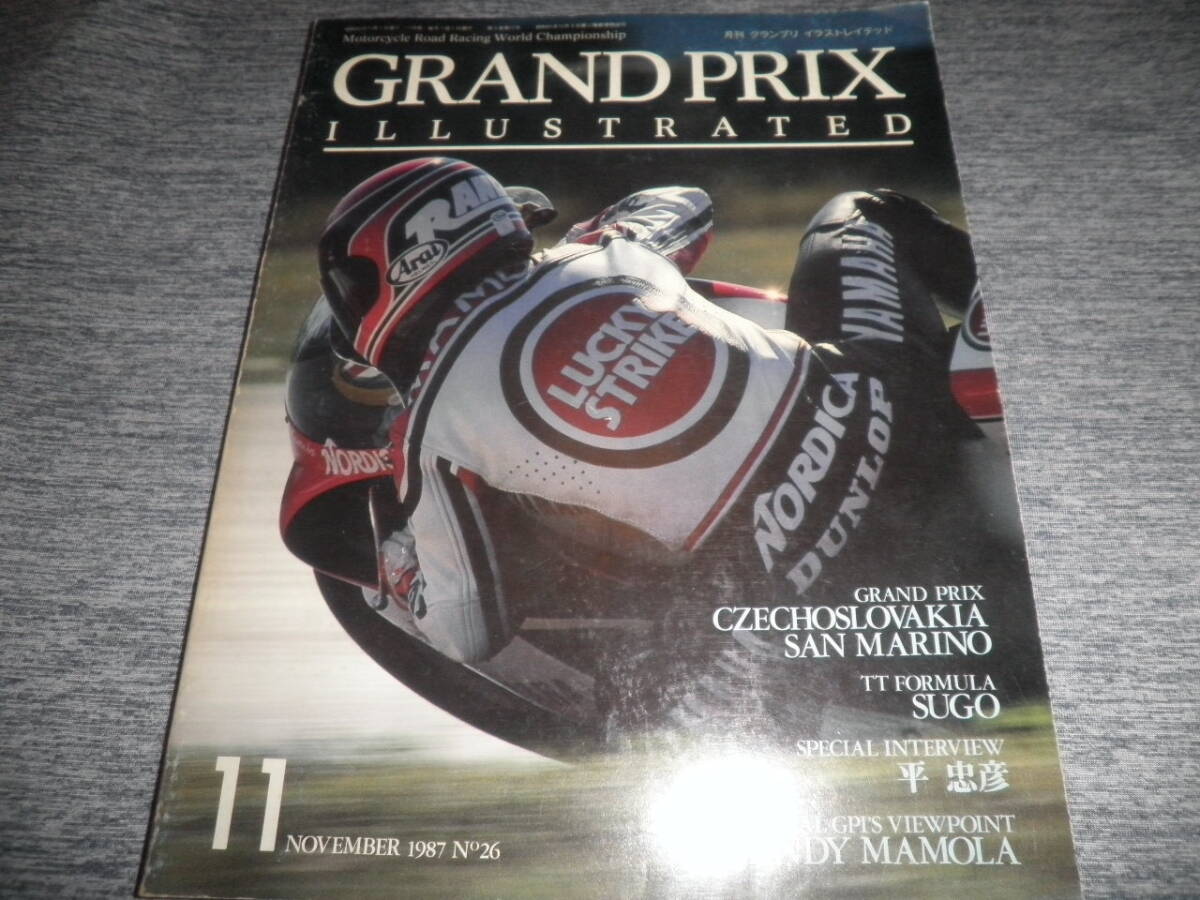 Motorcycle Road Racing World Championship
月刊 グランプリ イラストレイテッド
GRAND PRIX
ILLUSTRATED
Arai
LUCKY
STRIKE
YAMAHA
NORDICA
DUNLOP
GRAND PRIX
CZECHOSLOVAKIA
SAN MARINO
TT FORMULA
SUGO
SPECIAL INTERVIEW
平 忠彦
GPI'S VIEWPOINT
MAMOLA
11
NOVEMBER 1987 Nº26